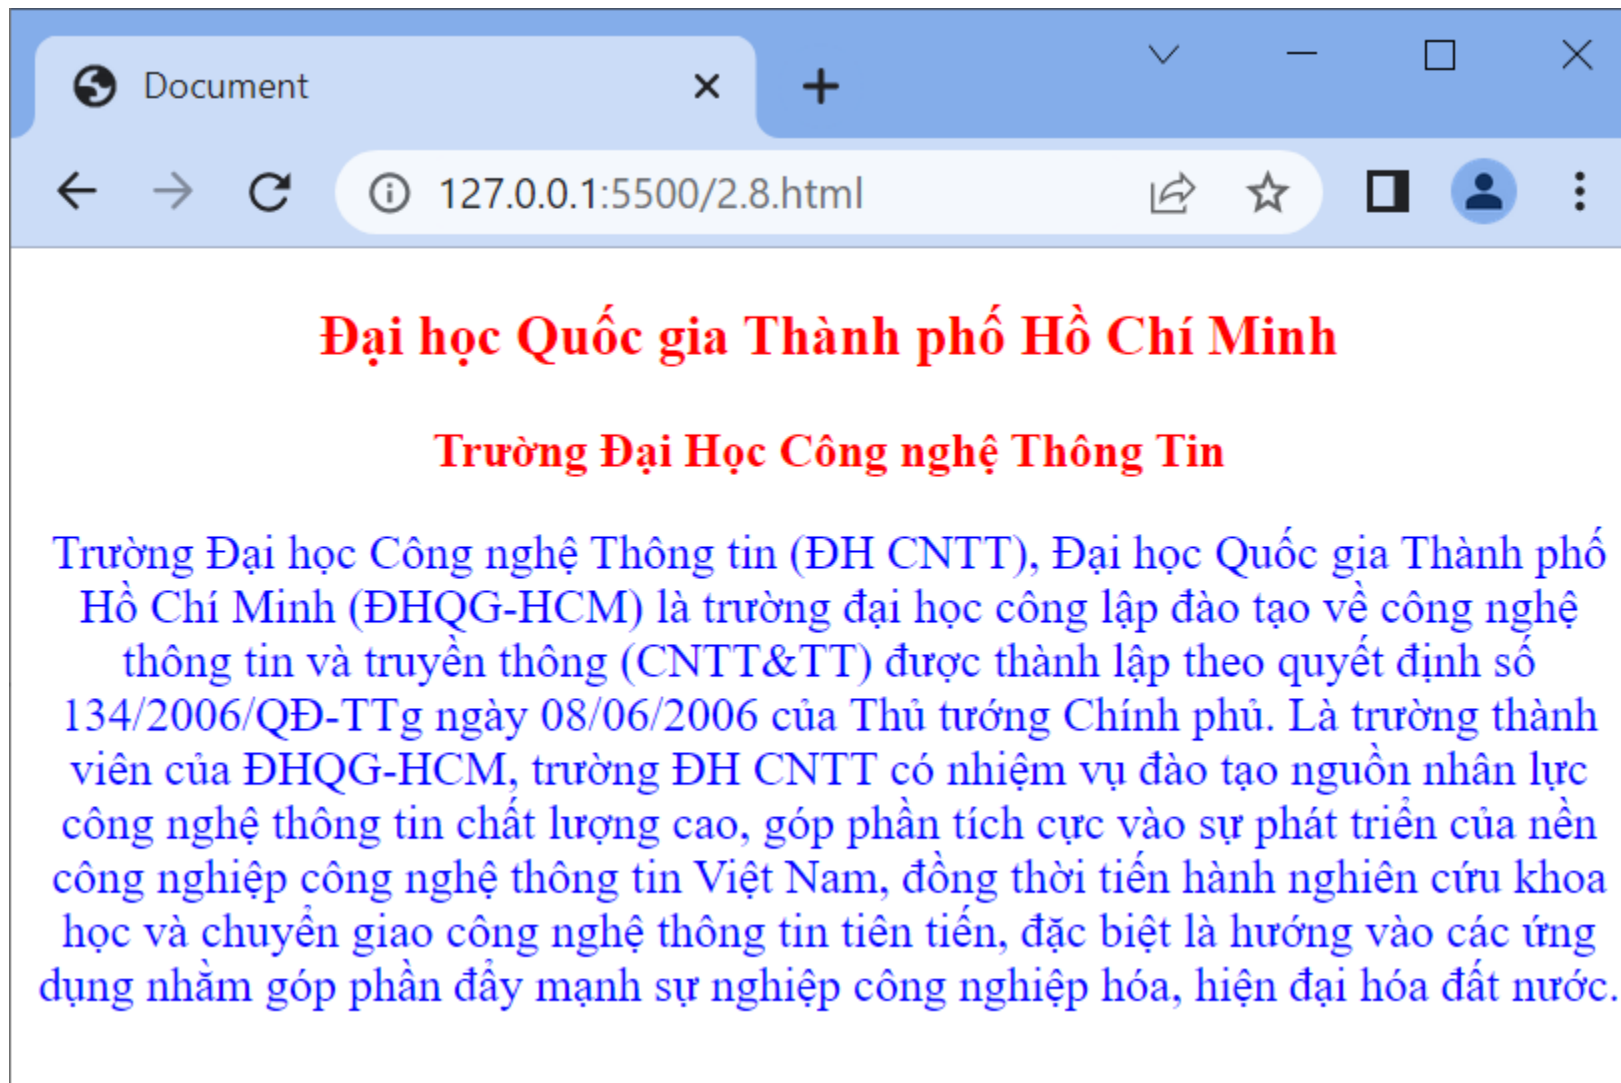 Document
127.0.0.1:5500/2.8.html
Đại học Quốc gia Thành phố Hồ Chí Minh
Trường Đại Học Công nghệ Thông Tin
Trường Đại học Công nghệ Thông tin (ĐH CNTT), Đại học Quốc gia Thành phố
Hồ Chí Minh (ĐHQG-HCM) là trường đại học công lập đào tạo về công nghệ
thông tin và truyền thông (CNTT&TT) được thành lập theo quyết định số
134/2006/QĐ-TTg ngày 08/06/2006 của Thủ tướng Chính phủ. Là trường thành
viên của ĐHQG-HCM, trường ĐH CNTT có nhiệm vụ đào tạo nguồn nhân lực
công nghệ thông tin chất lượng cao, góp phần tích cực vào sự phát triển của nền
công nghiệp công nghệ thông tin Việt Nam, đồng thời tiến hành nghiên cứu khoa
học và chuyển giao công nghệ thông tin tiên tiến, đặc biệt là hướng vào các ứng
dụng nhằm góp phần đẩy mạnh sự nghiệp công nghiệp hóa, hiện đại hóa đất nước.